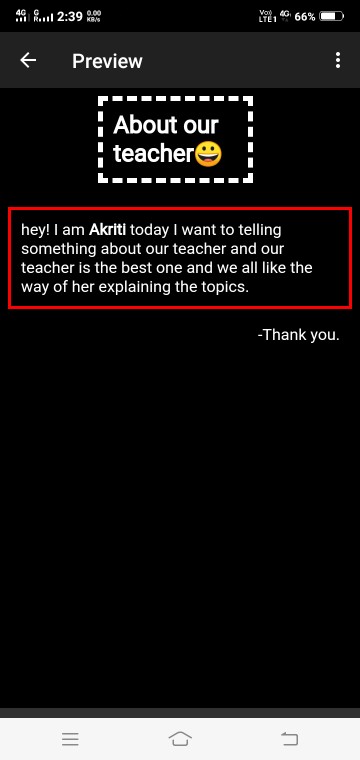 4G G R 2:39 0.00 KB/s Vo)) LTE1 4G 66%
Preview
About our
teacher😀
hey! I am Akriti today I want to telling
something about our teacher and our
teacher is the best one and we all like the
way of her explaining the topics.
-Thank you.